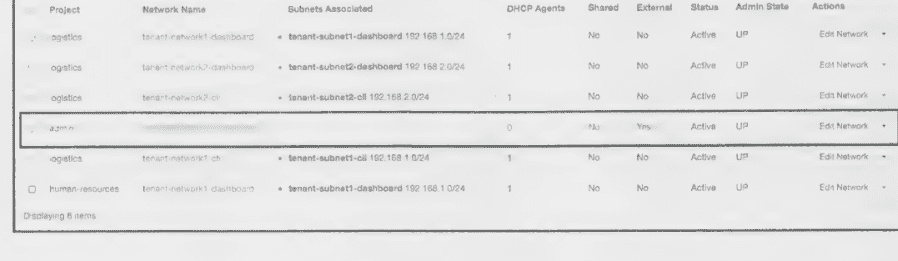 Project Network Name Subnets Associated DHCP Agents Shared External Status Admin State Actions
ogistics tenant-network1-dashboard • tenant-subnet1-dashboard 192.168.1.0/24 1 No No Active UP Edit Network
ogistics tenant-network2-dashboard • tenant-subnet2-dashboard 192.168.2.0/24 1 No No Active UP Edit Network
ogistics tenant-network2-cli • tenant-subnet2-cli 192.168.2.0/24 1 No No Active UP Edit Network
admin 0 No Yes Active UP Edit Network
ogistics tenant-network1-cli • tenant-subnet1-cli 192.168.1.0/24 1 No No Active UP Edit Network
human-resources tenant-network1-dashboard • tenant-subnet1-dashboard 192.168.1.0/24 1 No No Active UP Edit Network
Displaying 6 items